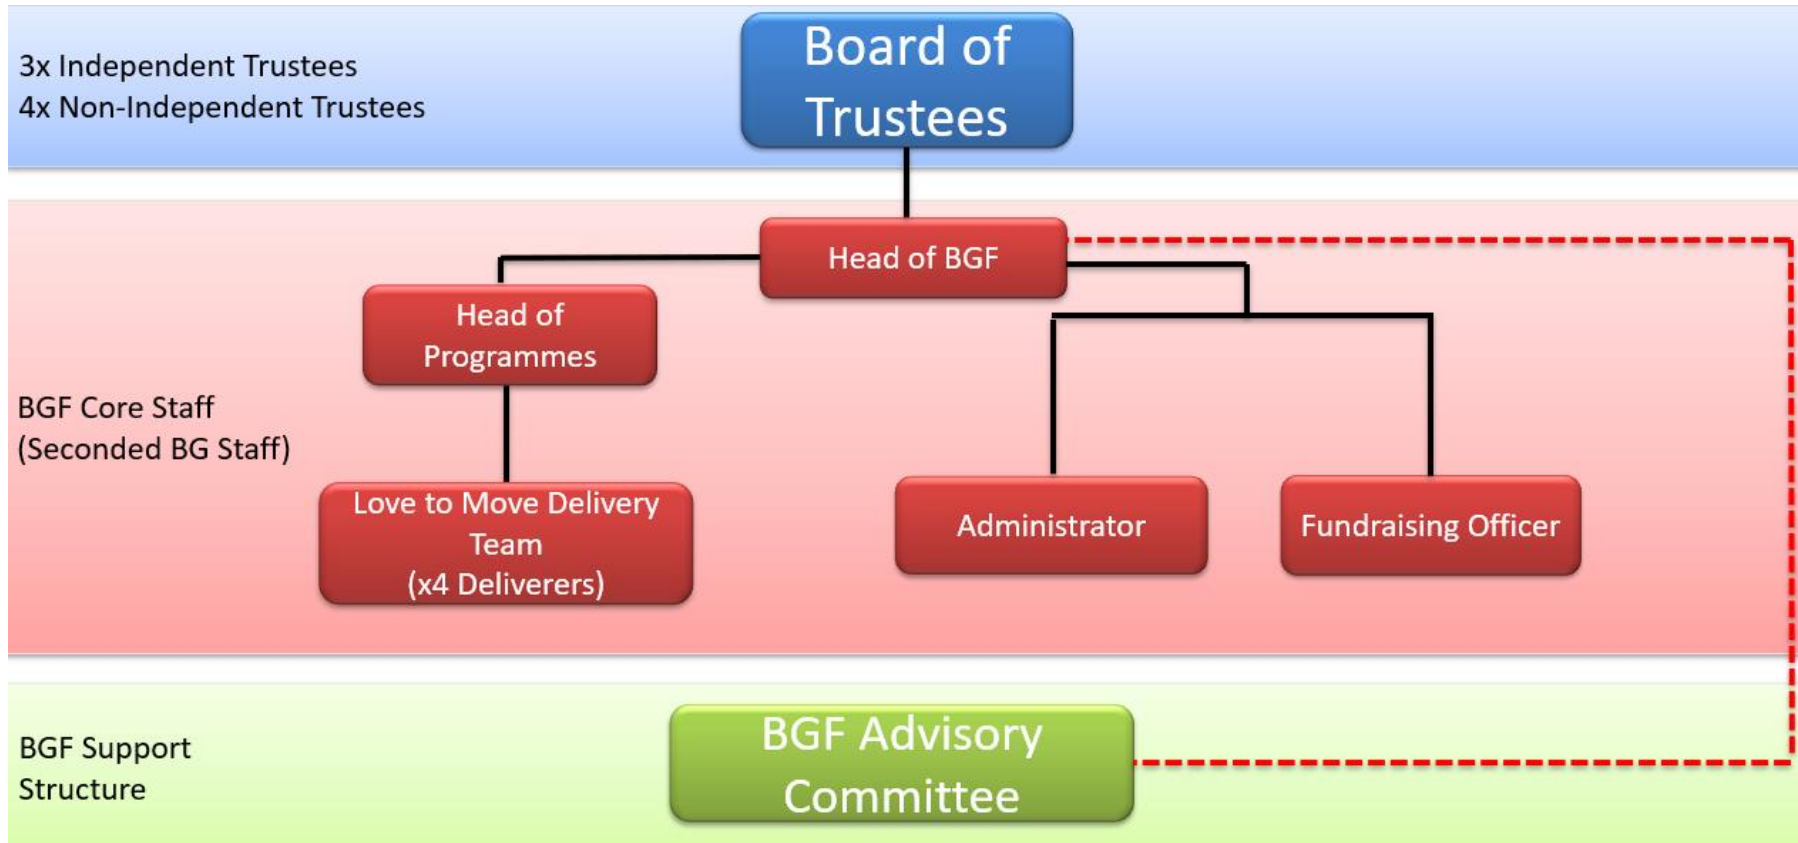 3x Independent Trustees
4x Non-Independent Trustees
Board of
Trustees
Head of BGF
Head of
Programmes
BGF Core Staff
(Seconded BG Staff)
Love to Move Delivery
Team
(x4 Deliverers)
Administrator
Fundraising Officer
BGF Support
Structure
BGF Advisory
Committee